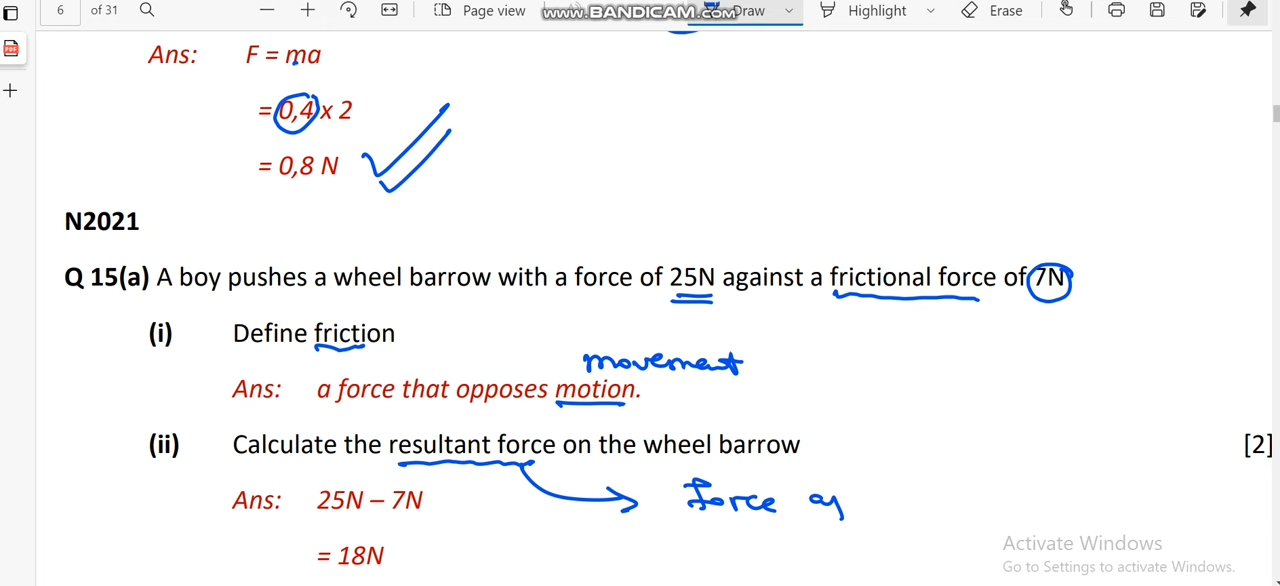 6 of 31 Page view www.BANDICAM.com Draw Highlight Erase
Ans: F = ma
= 0,4 x 2
= 0,8 N
N2021
Q 15(a) A boy pushes a wheel barrow with a force of 25N against a frictional force of 7N
(i) Define friction
movement
Ans: a force that opposes motion.
(ii) Calculate the resultant force on the wheel barrow [2]
Ans: 25N – 7N
force
= 18N
Activate Windows
Go to Settings to activate Windows.